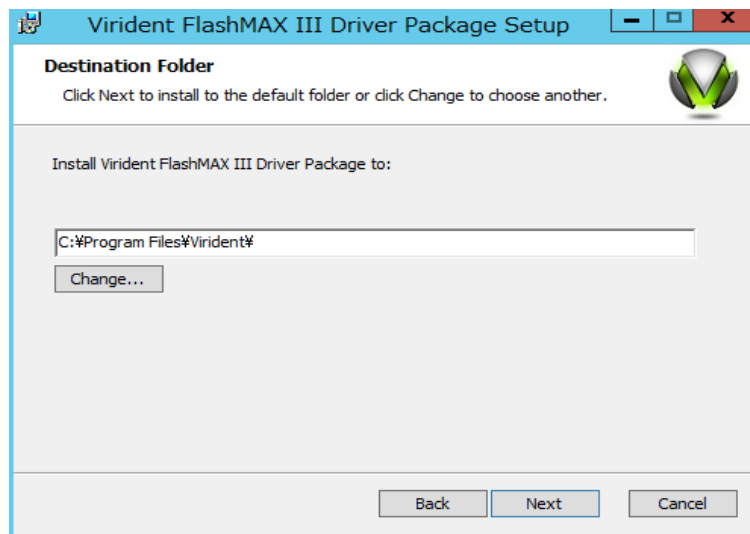 Virident FlashMAX III Driver Package Setup
Destination Folder
Click Next to install to the default folder or click Change to choose another.
Install Virident FlashMAX III Driver Package to:
C:¥Program Files¥Virident¥
Change...
Back Next Cancel